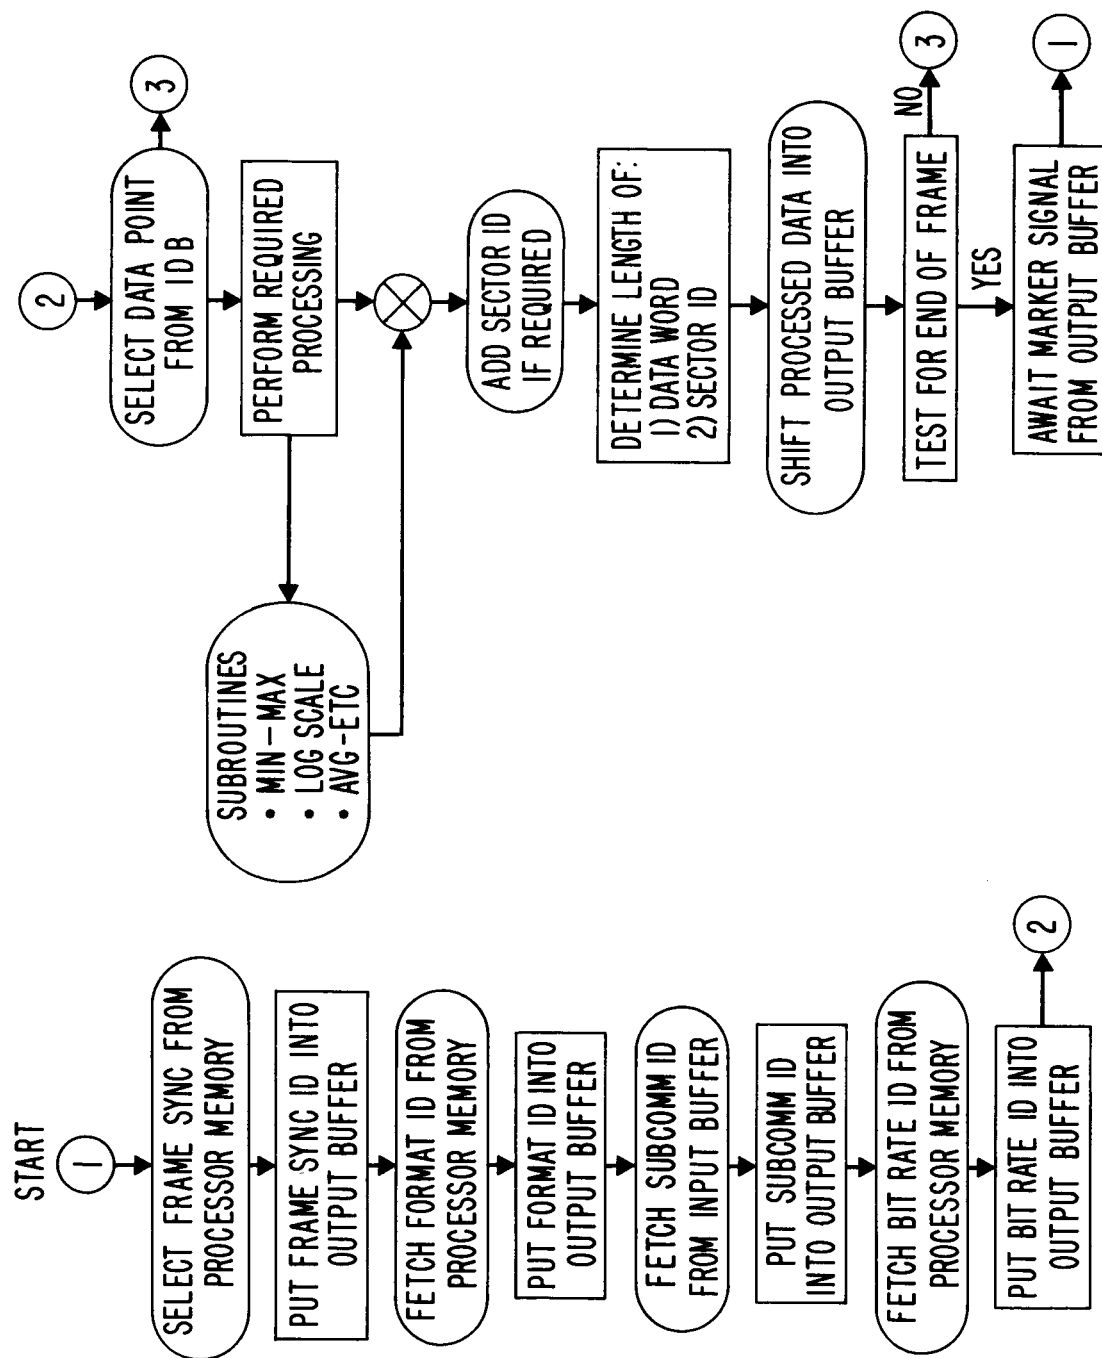 START
1
SELECT FRAME SYNC FROM
PROCESSOR MEMORY
PUT FRAME SYNC ID INTO
OUTPUT BUFFER
FETCH FORMAT ID FROM
PROCESSOR MEMORY
PUT FORMAT ID INTO
OUTPUT BUFFER
FETCH SUBCOMM ID
FROM INPUT BUFFER
PUT SUBCOMM ID
INTO OUTPUT BUFFER
FETCH BIT RATE ID FROM
PROCESSOR MEMORY
PUT BIT RATE ID INTO
OUTPUT BUFFER
2
2
SELECT DATA POINT
FROM IDB
3
PERFORM REQUIRED
PROCESSING
SUBROUTINES
• MIN-MAX
• LOG SCALE
• AVG-ETC
ADD SECTOR ID
IF REQUIRED
DETERMINE LENGTH OF:
1) DATA WORD
2) SECTOR ID
SHIFT PROCESSED DATA INTO
OUTPUT BUFFER
TEST FOR END OF FRAME
NO
3
YES
AWAIT MARKER SIGNAL
FROM OUTPUT BUFFER
1